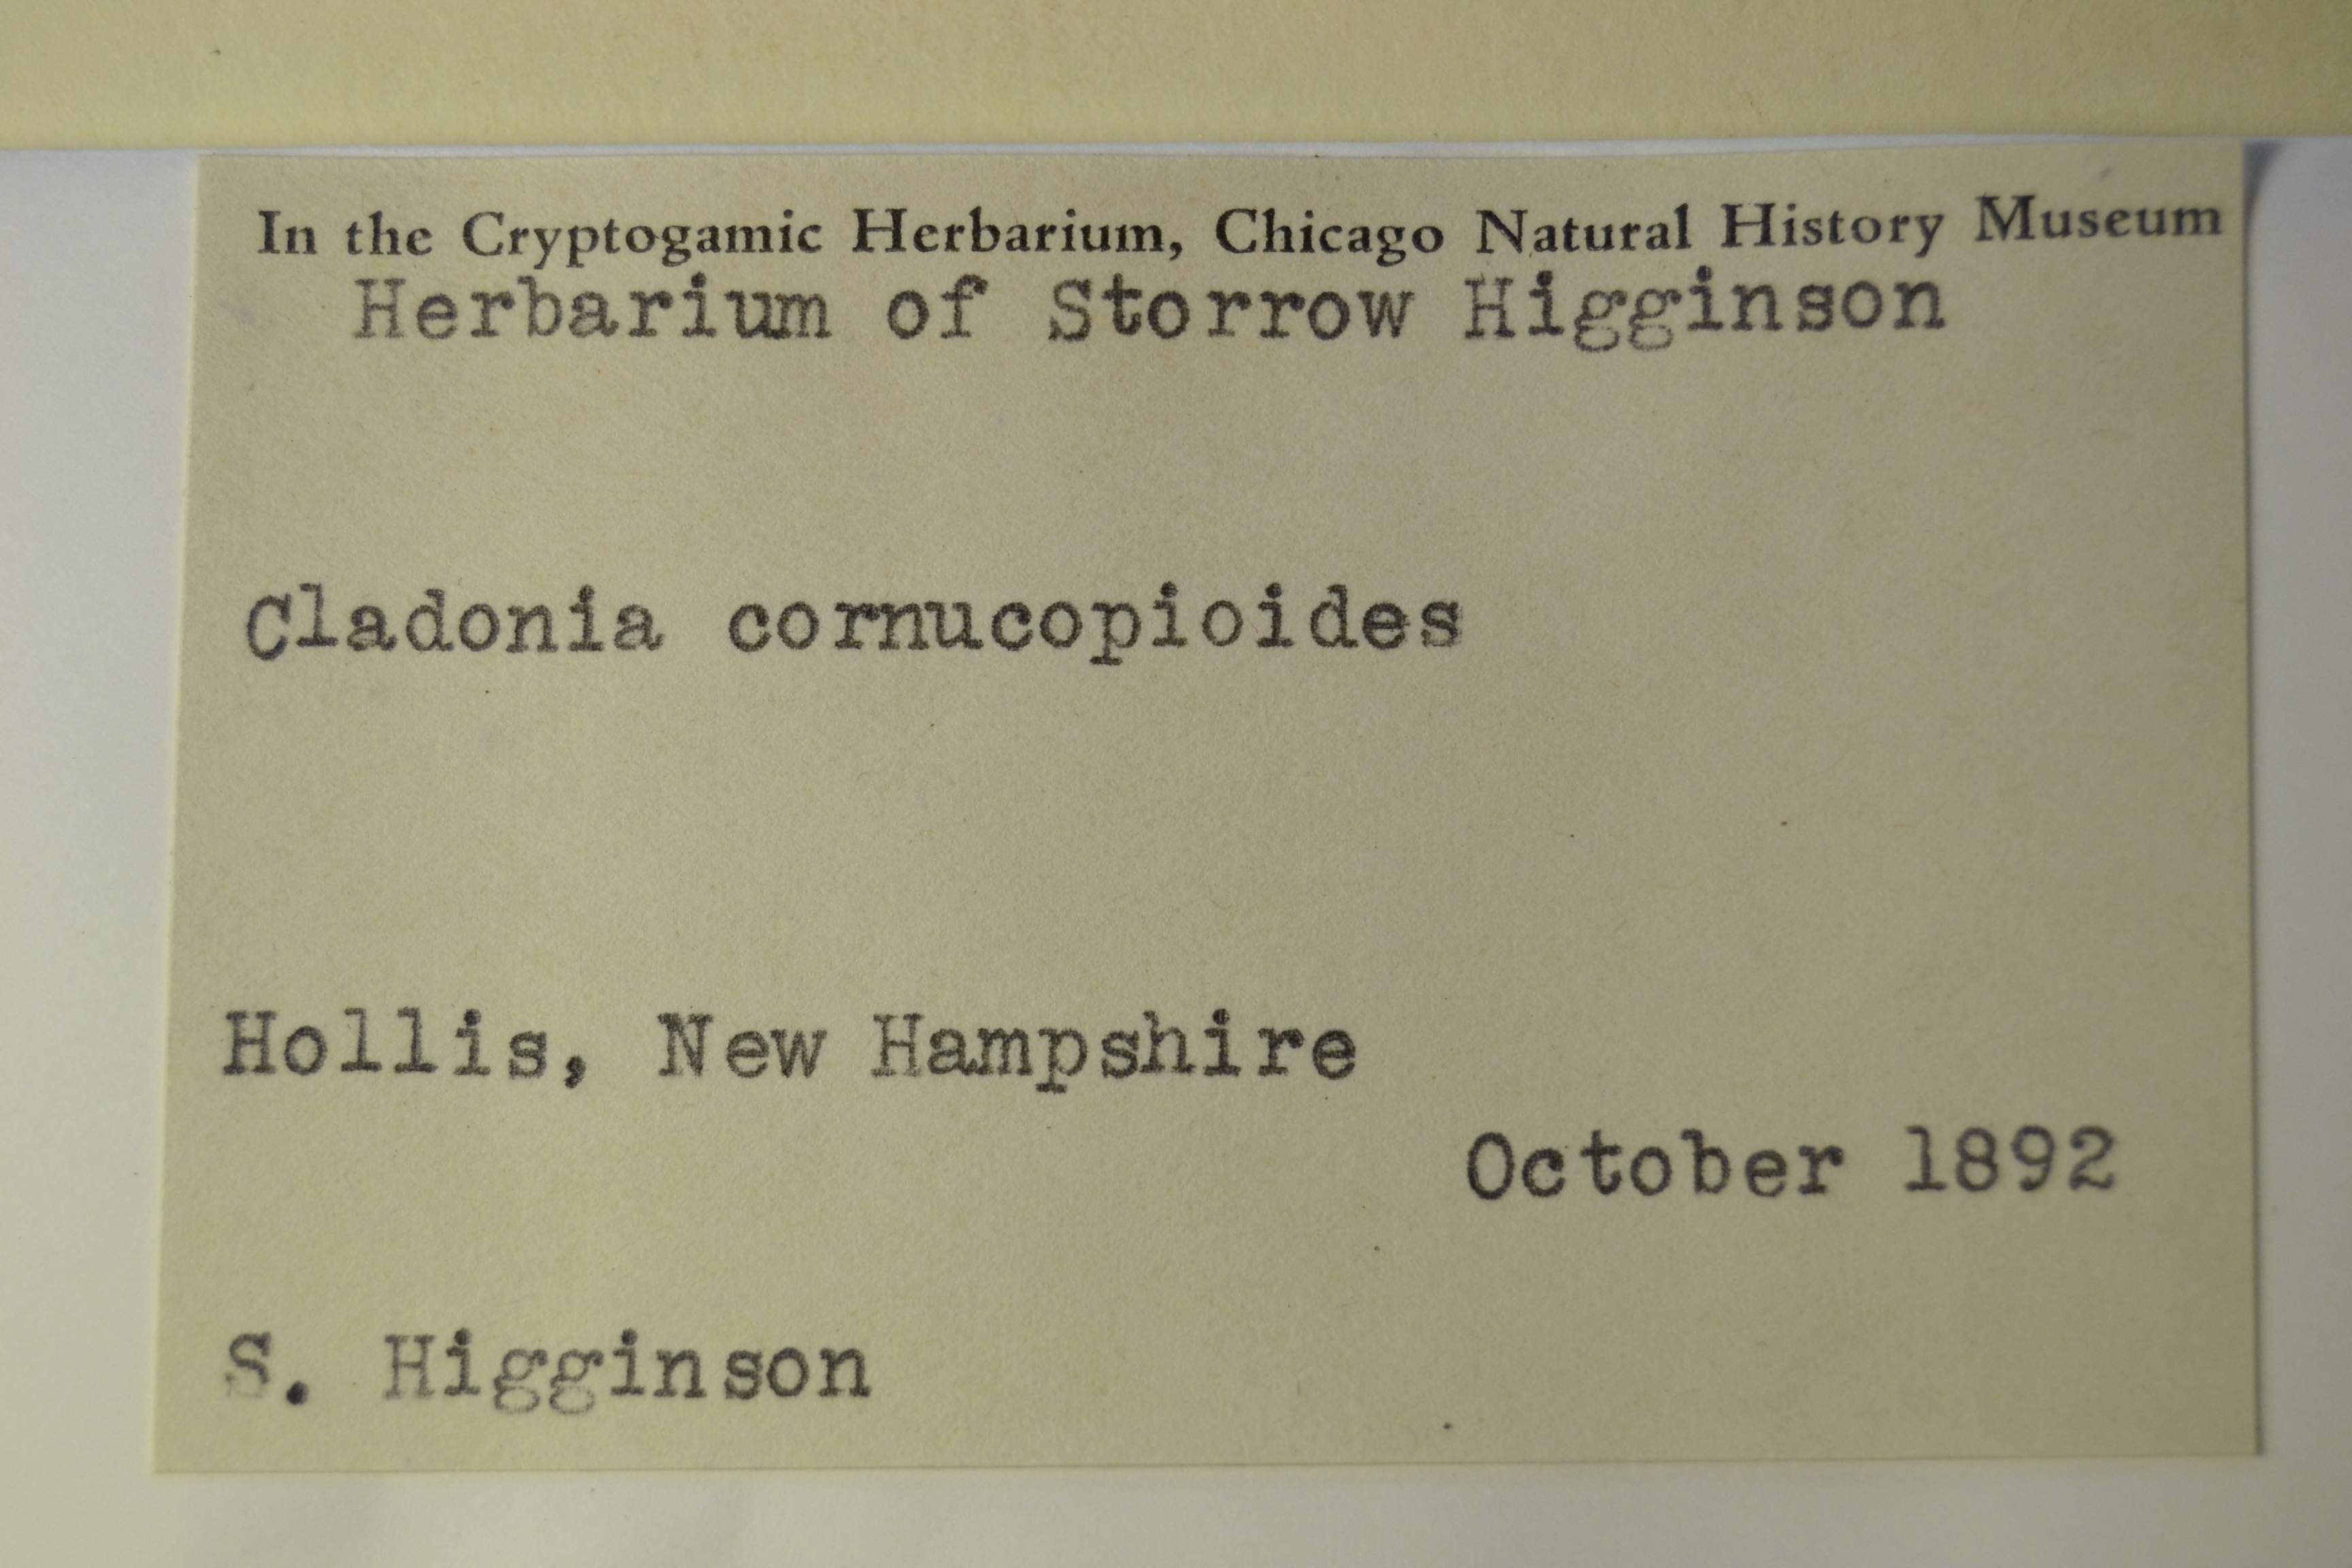 In the Cryptogamic Herbarium, Chicago Natural History Museum
Herbarium of Storrow Higginson
Cladonia cornucopioides
Hollis, New Hampshire
October 1892
S. Higginson